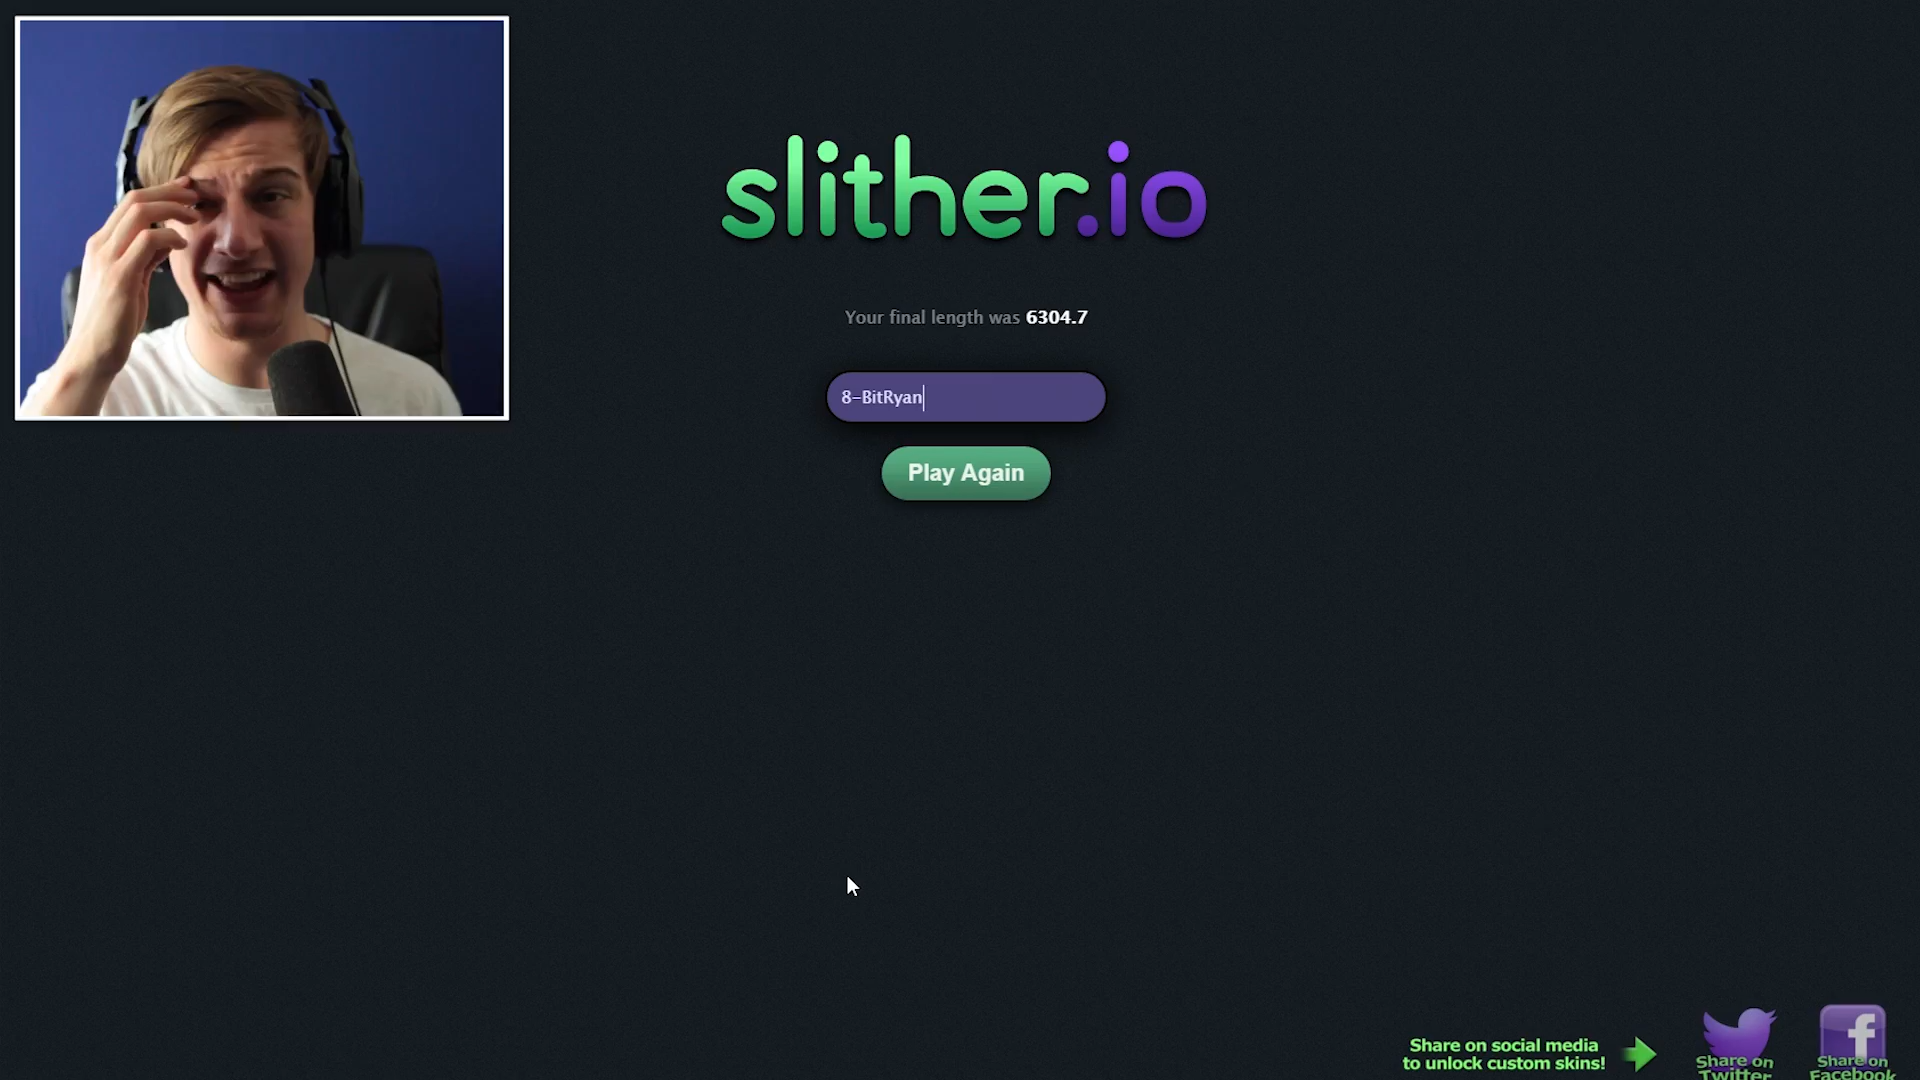 slither.io
Your final length was 6304.7
8-BitRyan
Play Again
Share on social media
to unlock custom skins!
Share on
Twitter
Share on
Facebook